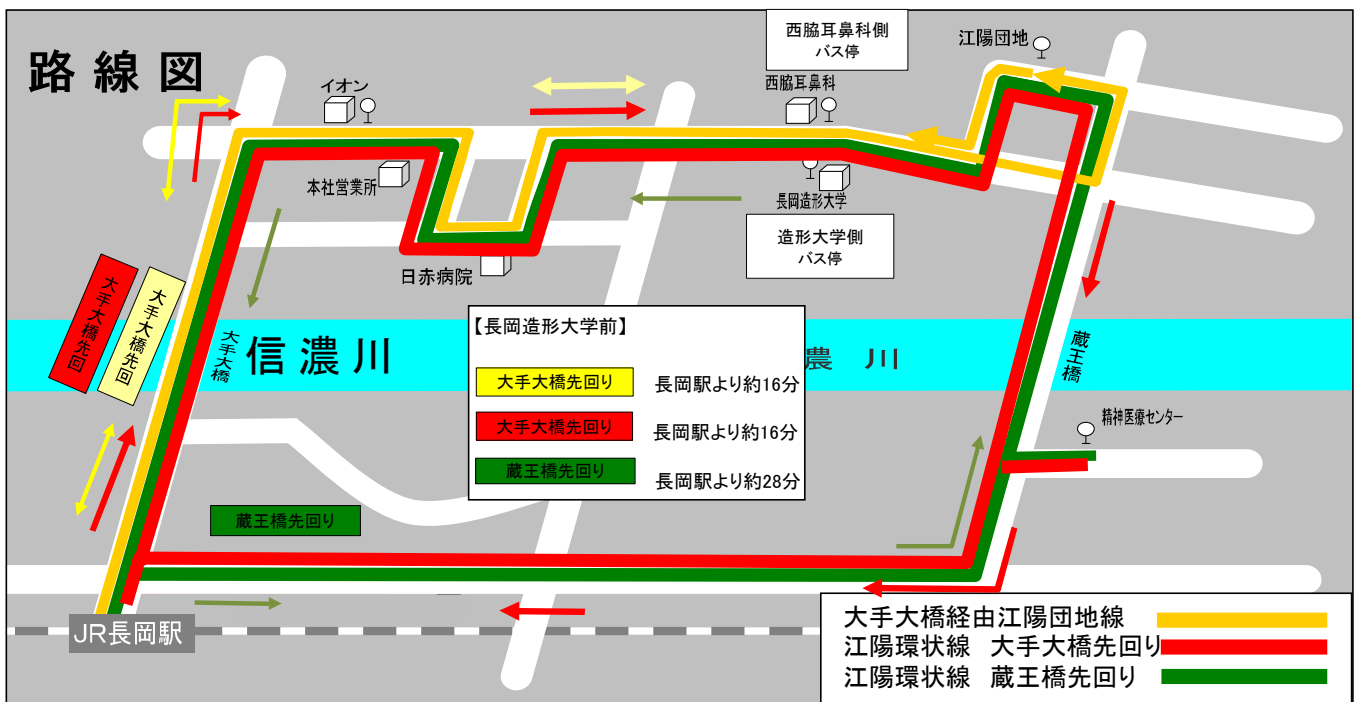 路線図
西脇耳鼻科側
バス停
江陽団地
イオン
西脇耳鼻科
本社営業所
長岡造形大学
造形大学側
バス停
日赤病院
大手大橋先回
大手大橋先回
大手大橋
信濃川
農 川
蔵王橋
【長岡造形大学前】
大手大橋先回り 長岡駅より約16分
大手大橋先回り 長岡駅より約16分
蔵王橋先回り 長岡駅より約28分
精神医療センター
蔵王橋先回り
JR長岡駅
大手大橋経由江陽団地線
江陽環状線 大手大橋先回り
江陽環状線 蔵王橋先回り